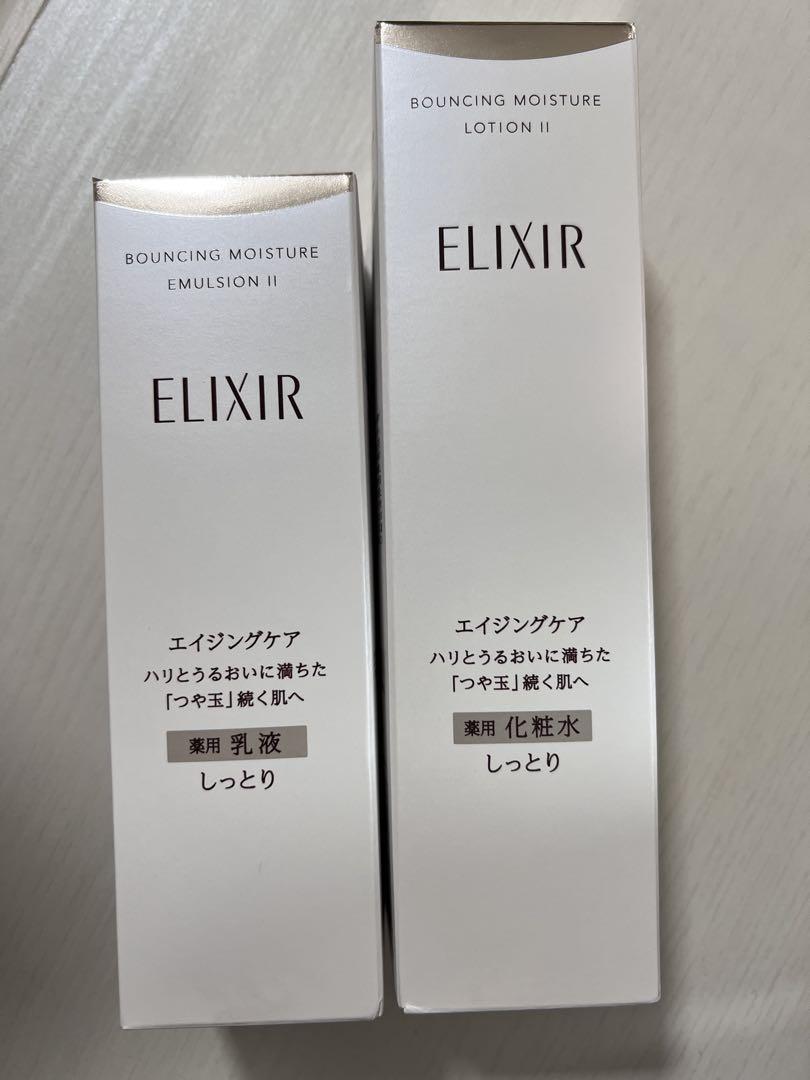 BOUNCING MOISTURE
EMULSION II
ELIXIR
エイジングケア
ハリとうるおいに満ちた
「つや玉」続く肌へ
薬用 乳液
しっとり
BOUNCING MOISTURE
LOTION II
ELIXIR
エイジングケア
ハリとうるおいに満ちた
「つや玉」続く肌へ
薬用 化粧水
しっとり